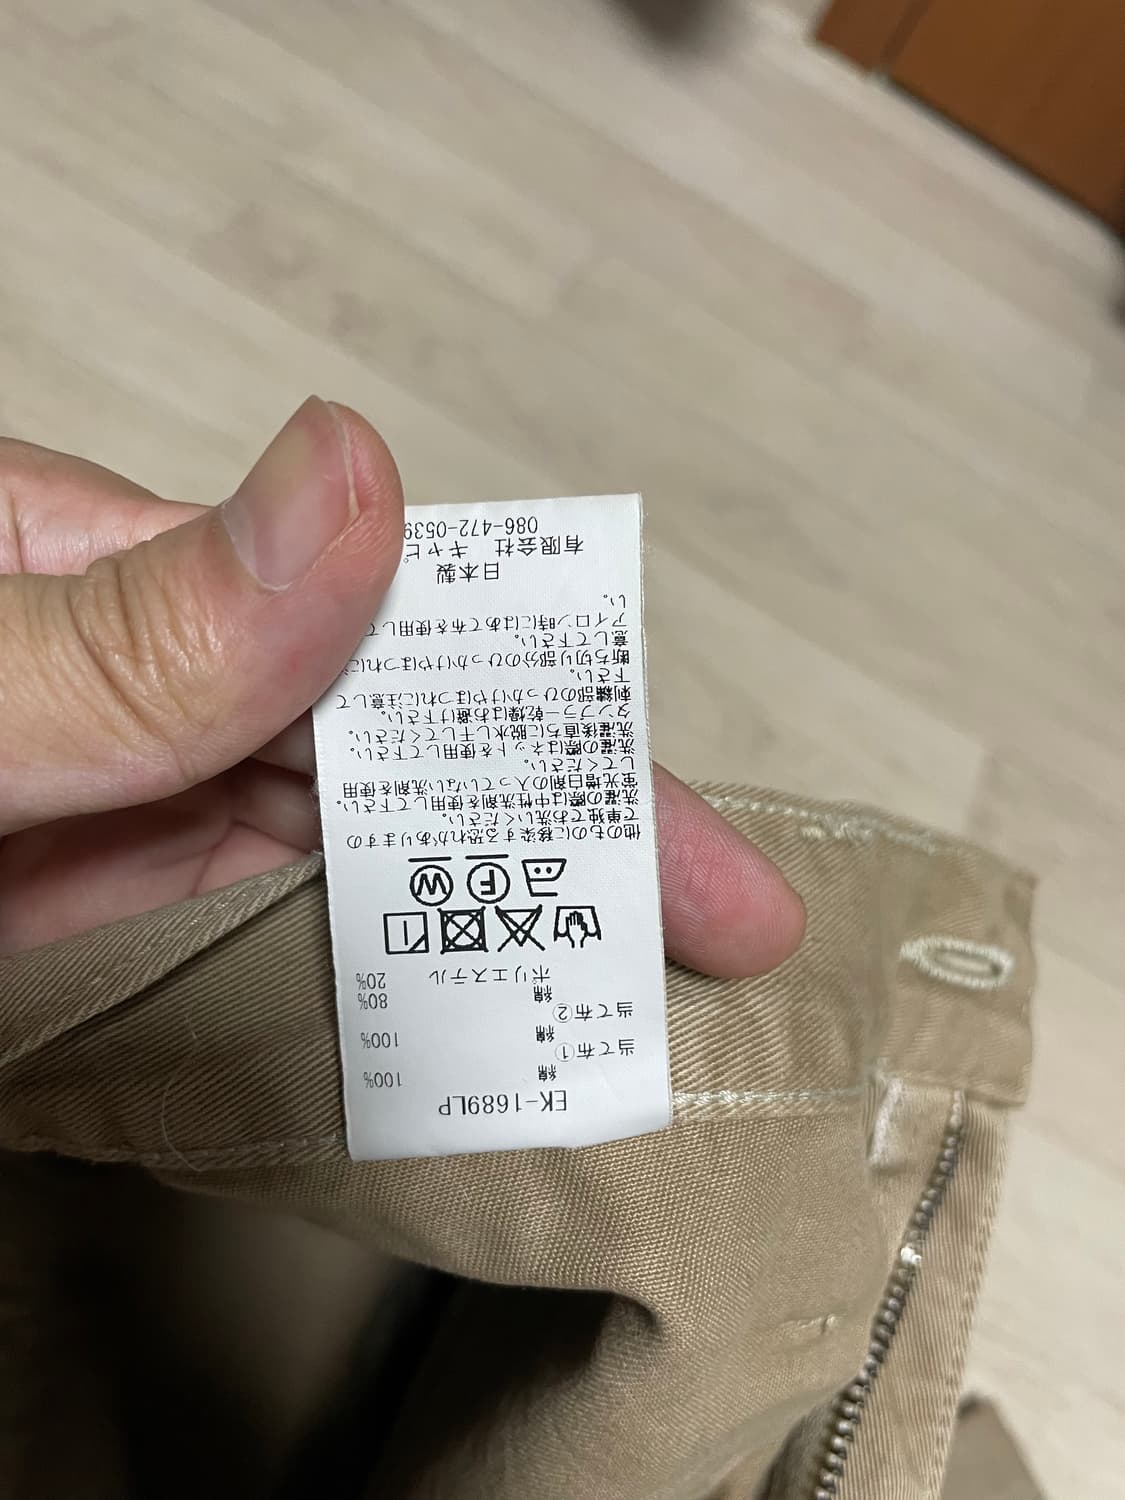 EK-1689LP
綿 100%
当て布①
綿 100%
当て布②
綿 80%
ポリエステル 20%
F W
他のものに移染する恐れがありますの
で単独でお洗いください。
洗濯の際は中性洗剤を使用して下さい。
蛍光増白剤の入っていない洗剤を使用
してください。
洗濯の際はネットを使用して下さい。
洗濯後直ちに脱水し干してください。
タンブラー乾燥はお避け下さい。
刺繍部のひっかけやほつれに注意して
下さい。
断ち切り部分のひっかけやほつれに
意して下さい。
アイロン時にはあて布を使用して
い。
日本製
有限会社 キャピ
086-472-0539